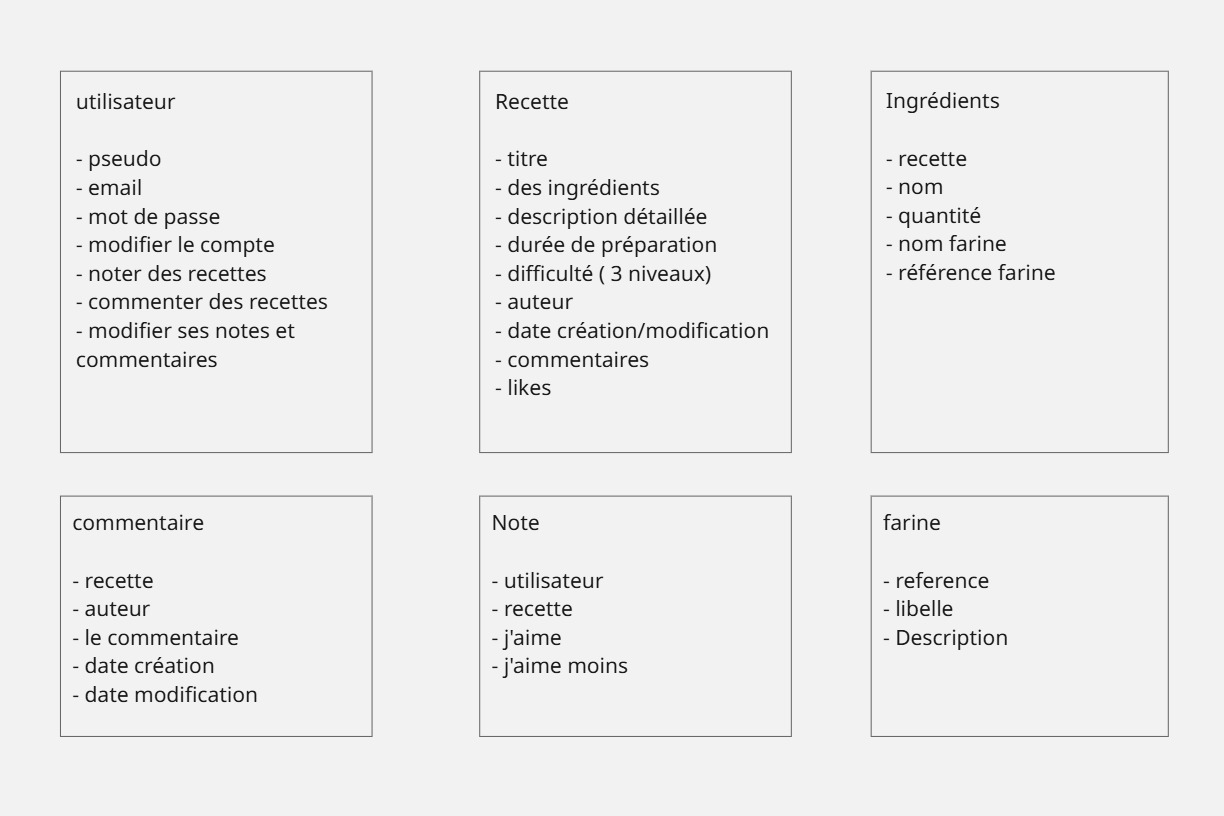 utilisateur
- pseudo
- email
- mot de passe
- modifier le compte
- noter des recettes
- commenter des recettes
- modifier ses notes et
commentaires
Recette
- titre
- des ingrédients
- description détaillée
- durée de préparation
- difficulté ( 3 niveaux)
- auteur
- date création/modification
- commentaires
- likes
Ingrédients
- recette
- nom
- quantité
- nom farine
- référence farine
commentaire
- recette
- auteur
- le commentaire
- date création
- date modification
Note
- utilisateur
- recette
- j'aime
- j'aime moins
farine
- reference
- libelle
- Description